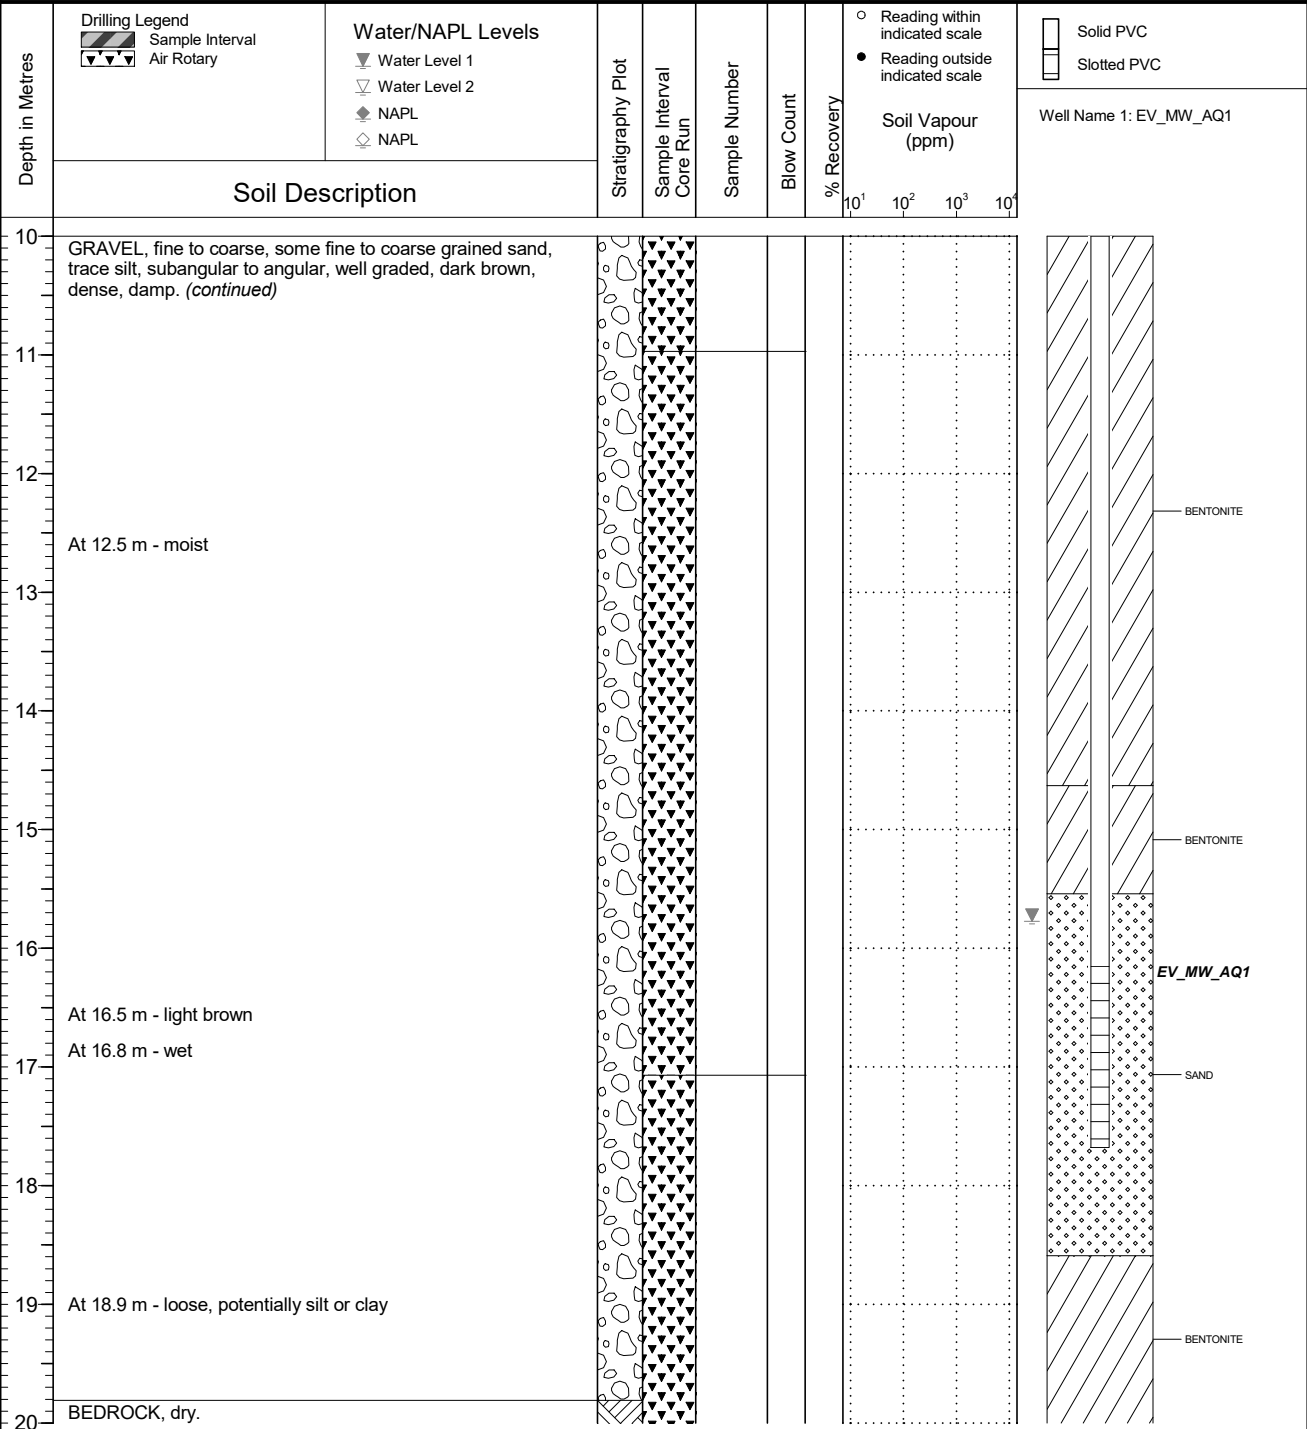 Depth in Metres
Drilling Legend
Sample Interval
Air Rotary
Water/NAPL Levels
Water Level 1
Water Level 2
NAPL
NAPL
Soil Description
Stratigraphy Plot
Sample Interval
Core Run
Sample Number
Blow Count
% Recovery
Reading within
indicated scale
Reading outside
indicated scale
Soil Vapour
(ppm)
10¹ 10² 10³ 10⁴
Solid PVC
Slotted PVC
Well Name 1: EV_MW_AQ1
10
GRAVEL, fine to coarse, some fine to coarse grained sand,
trace silt, subangular to angular, well graded, dark brown,
dense, damp. (continued)
11
12
BENTONITE
At 12.5 m - moist
13
14
15
BENTONITE
16
EV_MW_AQ1
At 16.5 m - light brown
At 16.8 m - wet
17
SAND
18
19
At 18.9 m - loose, potentially silt or clay
BENTONITE
BEDROCK, dry.
20